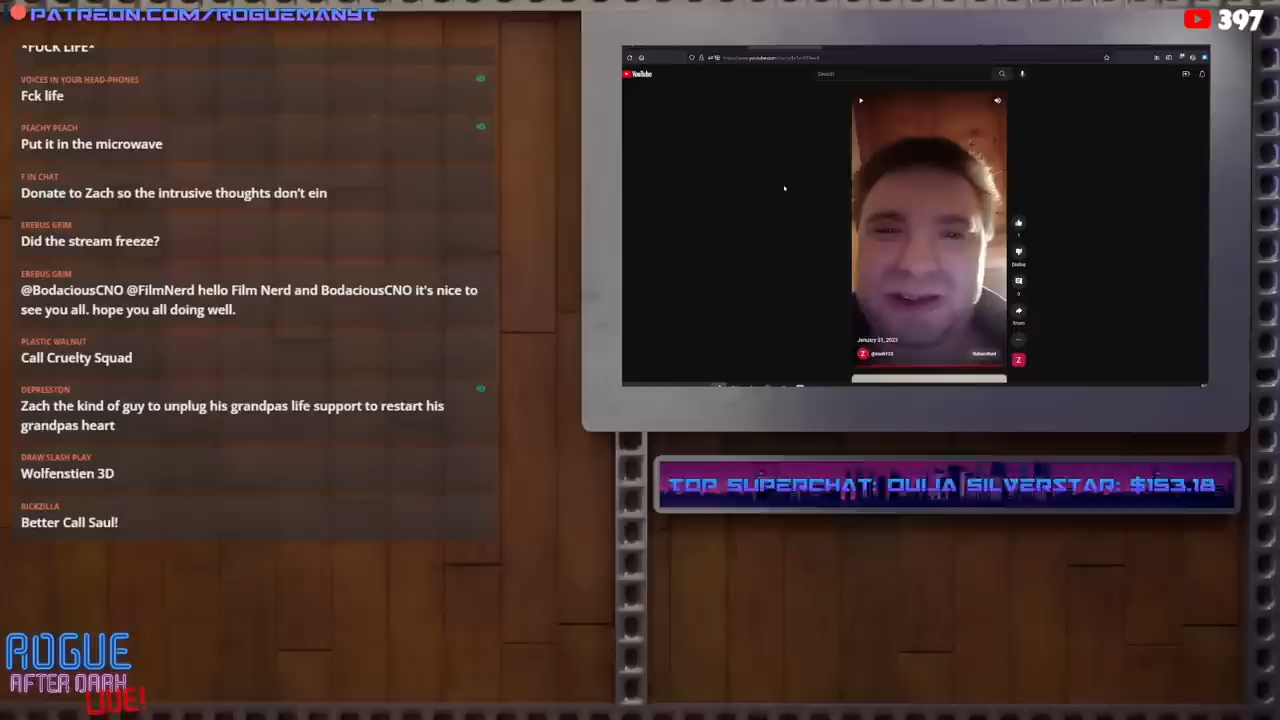 PATREON.COM/ROGUEMANYT
397
*FUCK LIFE*
VOICES IN YOUR HEAD-PHONES
Fck life
PEACHY PEACH
Put it in the microwave
F IN CHAT
Donate to Zach so the intrusive thoughts don't ein
EREBUS GRIM
Did the stream freeze?
EREBUS GRIM
@BodaciousCNO @FilmNerd hello Film Nerd and BodaciousCNO it's nice to
see you all. hope you all doing well.
PLASTIC WALNUT
Call Cruelty Squad
DEPRESSTON
Zach the kind of guy to unplug his grandpas life support to restart his
grandpas heart
DRAW SLASH PLAY
Wolfenstien 3D
RICKZILLA
Better Call Saul!
YouTube
Search
January 31, 2023
Subscribed
Dislike
Share
Z
Z
TOP SUPERCHAT: OUIJA SILVERSTAR: $153.18
ROGUE
AFTER DARK
LIVE!